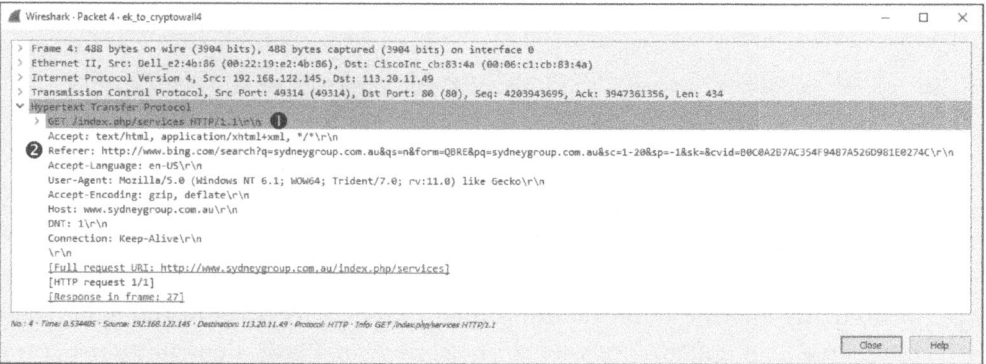 Wireshark · Packet 4 · ek_to_cryptowall4
> Frame 4: 488 bytes on wire (3904 bits), 488 bytes captured (3904 bits) on interface 0
> Ethernet II, Src: Dell_e2:4b:86 (00:22:19:e2:4b:86), Dst: CiscoInc_cb:83:4a (00:06:c1:cb:83:4a)
> Internet Protocol Version 4, Src: 192.168.122.145, Dst: 113.20.11.49
> Transmission Control Protocol, Src Port: 49314 (49314), Dst Port: 80 (80), Seq: 4203943695, Ack: 3947361356, Len: 434
Hypertext Transfer Protocol
> GET /index.php/services HTTP/1.1\r\n ❶
Accept: text/html, application/xhtml+xml, */*\r\n
❷ Referer: http://www.bing.com/search?q=sydneygroup.com.au&qs=n&form=QBRE&pq=sydneygroup.com.au&sc=1-20&sp=-1&sk=&cvid=B0C0A2B7AC354F9487A526D981E0274C\r\n
Accept-Language: en-US\r\n
User-Agent: Mozilla/5.0 (Windows NT 6.1; WOW64; Trident/7.0; rv:11.0) like Gecko\r\n
Accept-Encoding: gzip, deflate\r\n
Host: www.sydneygroup.com.au\r\n
DNT: 1\r\n
Connection: Keep-Alive\r\n
\r\n
[Full request URI: http://www.sydneygroup.com.au/index.php/services]
[HTTP request 1/1]
[Response in frame: 27]
No.: 4 · Time: 0.534405 · Source: 192.168.122.145 · Destination: 113.20.11.49 · Protocol: HTTP · Info: GET /index.php/services HTTP/1.1
Close Help